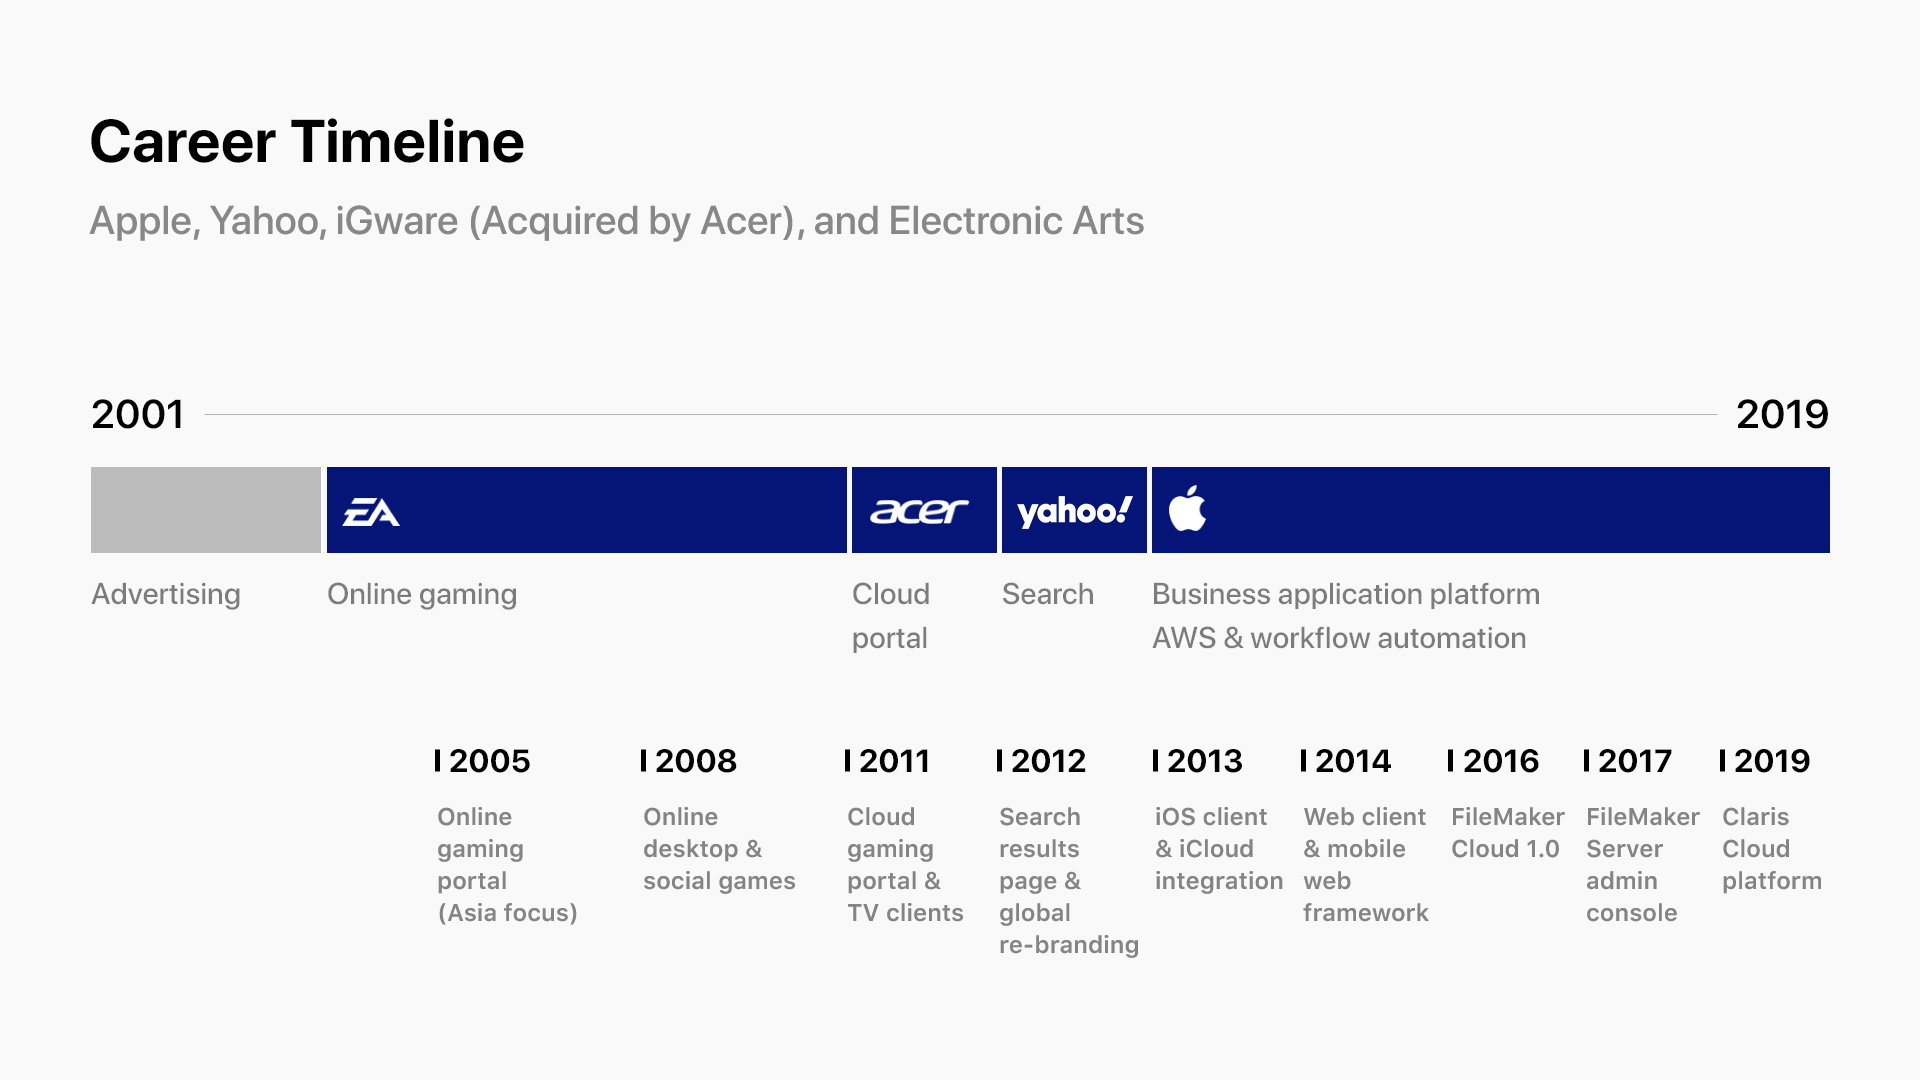 Career Timeline
Apple, Yahoo, iGware (Acquired by Acer), and Electronic Arts
2001
2019
EA
acer
yahoo!
Advertising
Online gaming
Cloud
portal
Search
Business application platform
AWS & workflow automation
2005
Online
gaming
portal
(Asia focus)
2008
Online
desktop &
social games
2011
Cloud
gaming
portal &
TV clients
2012
Search
results
page &
global
re-branding
2013
iOS client
& iCloud
integration
2014
Web client
& mobile
web
framework
2016
FileMaker
Cloud 1.0
2017
FileMaker
Server
admin
console
2019
Claris
Cloud
platform